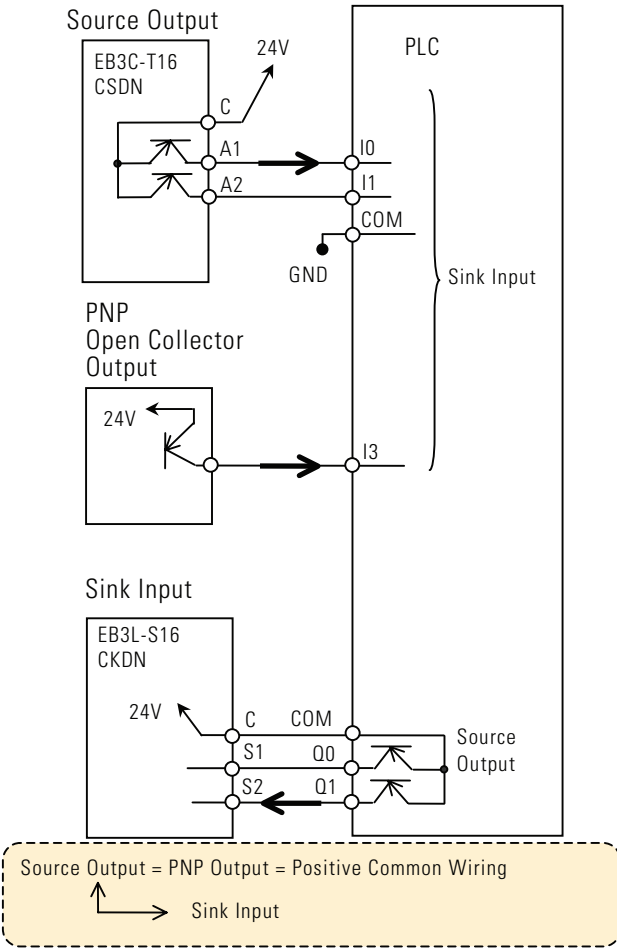 Source Output
EB3C-T16
CSDN
24V
PLC
C
A1
I0
A2
I1
COM
GND
Sink Input
PNP
Open Collector
Output
24V
I3
Sink Input
EB3L-S16
CKDN
24V
C
COM
S1
Q0
S2
Q1
Source
Output
Source Output = PNP Output = Positive Common Wiring
Sink Input